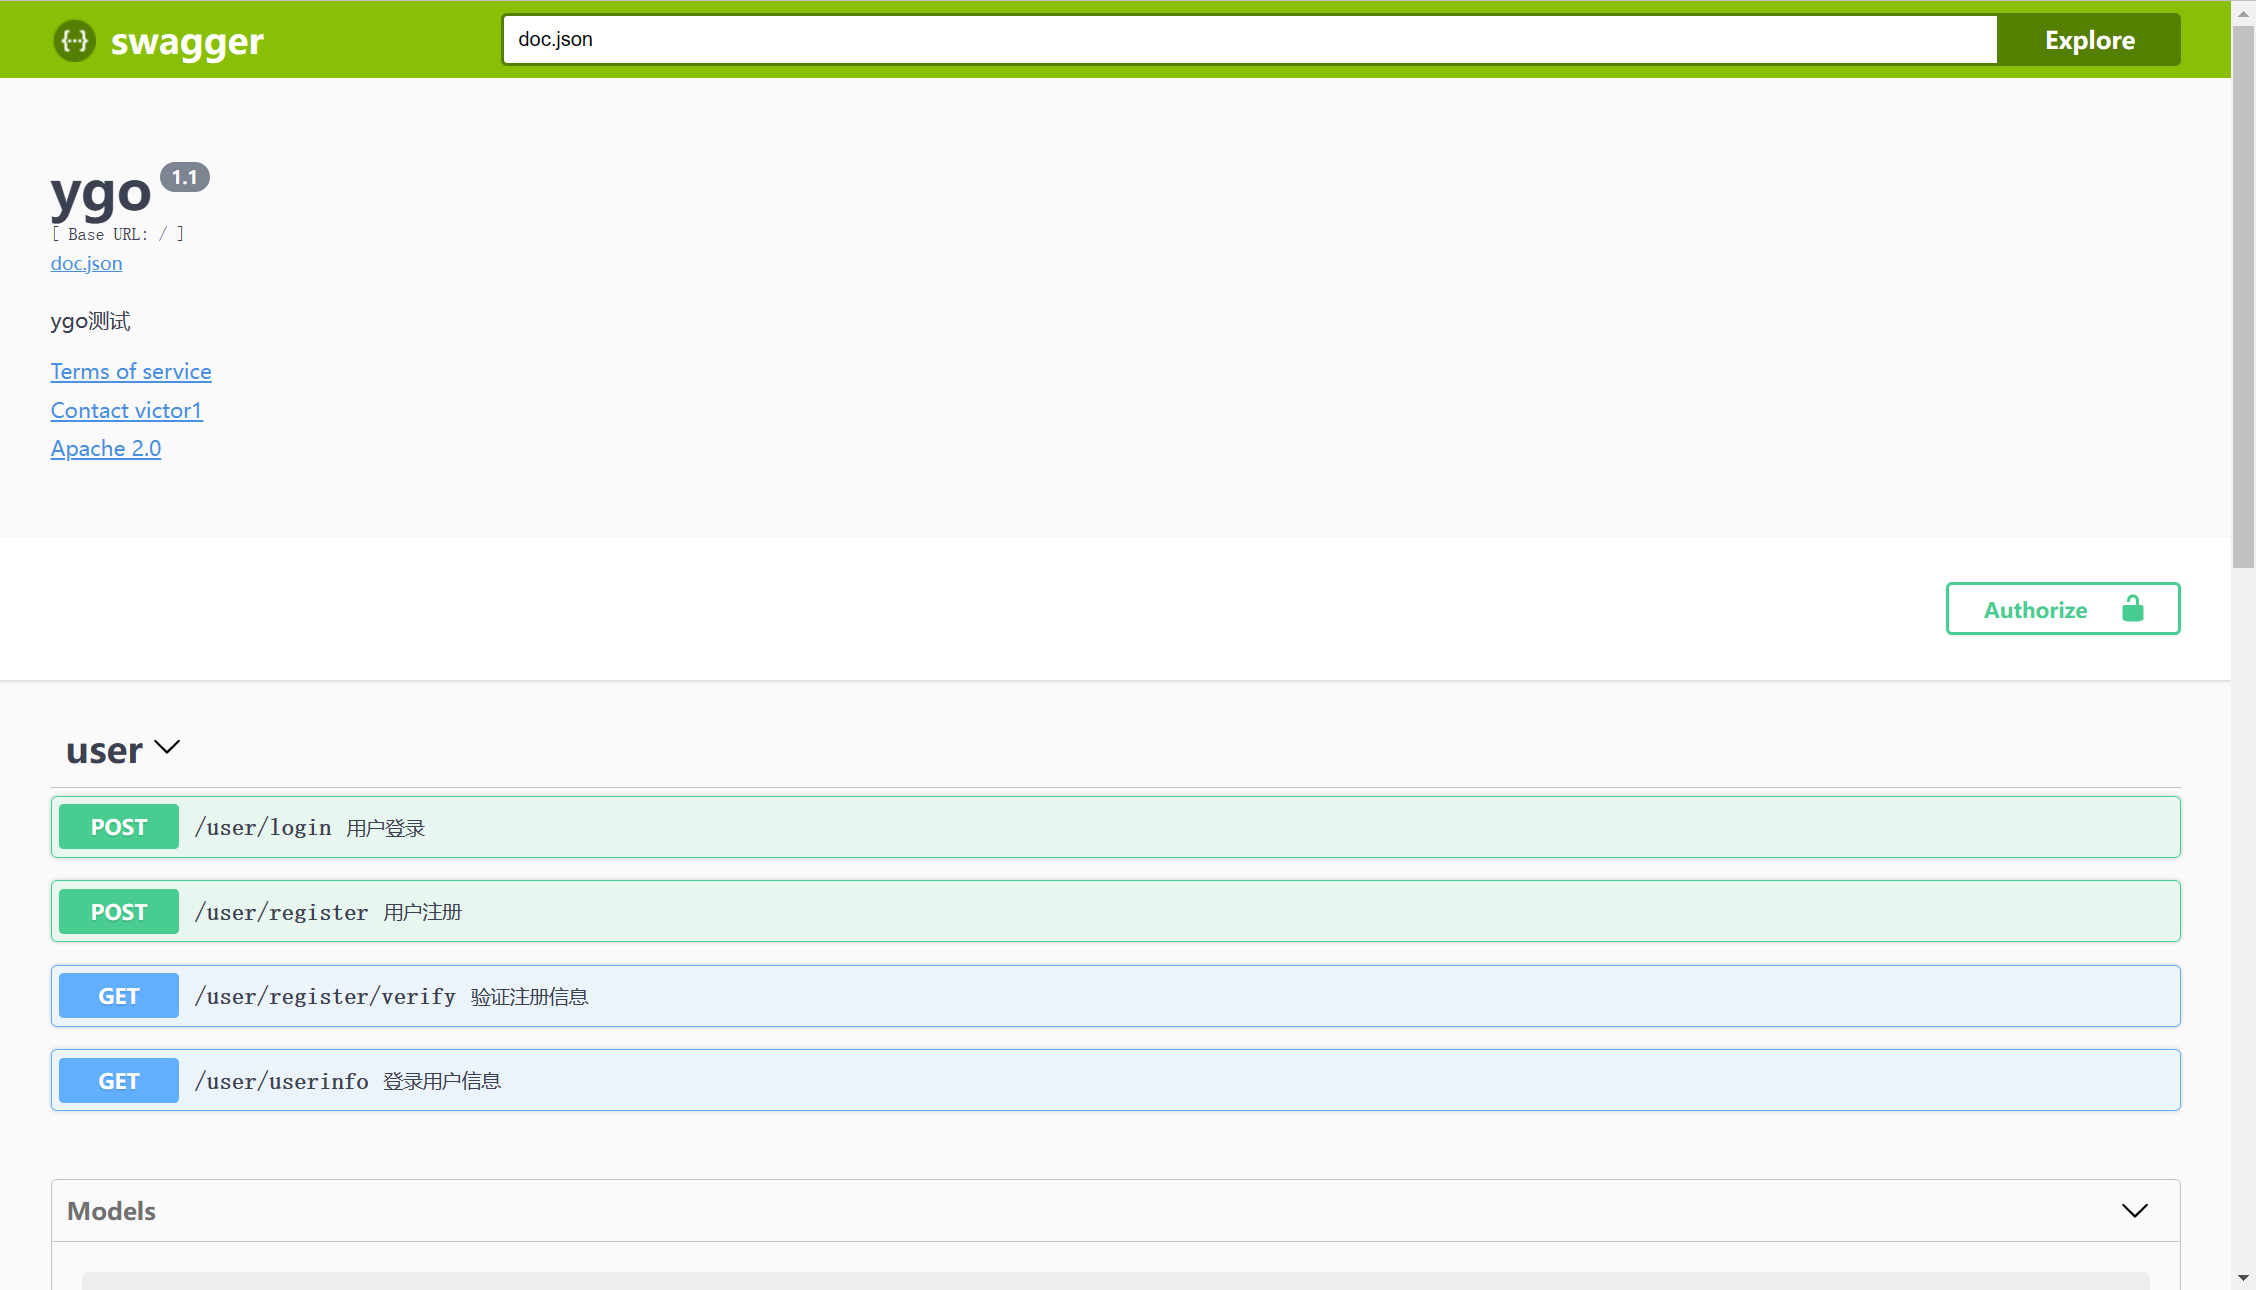 {···} swagger
doc.json
Explore
ygo 1.1
[ Base URL: / ]
doc.json
ygo测试
Terms of service
Contact victor1
Apache 2.0
Authorize
user
POST /user/login 用户登录
POST /user/register 用户注册
GET /user/register/verify 验证注册信息
GET /user/userinfo 登录用户信息
Models